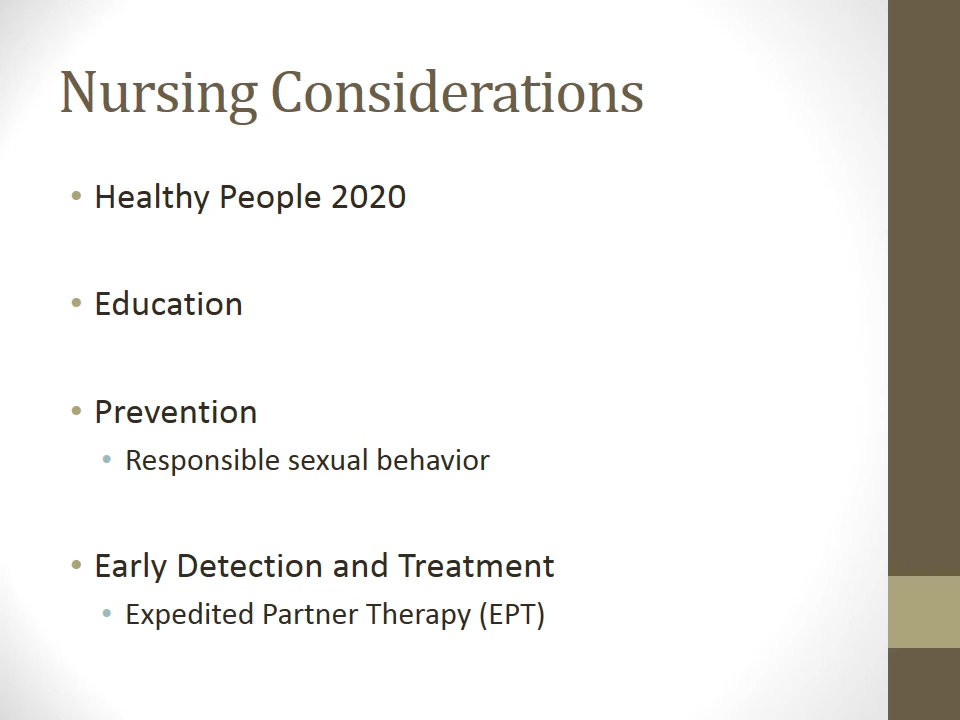 Nursing Considerations
• Healthy People 2020
• Education
• Prevention
• Responsible sexual behavior
• Early Detection and Treatment
• Expedited Partner Therapy (EPT)